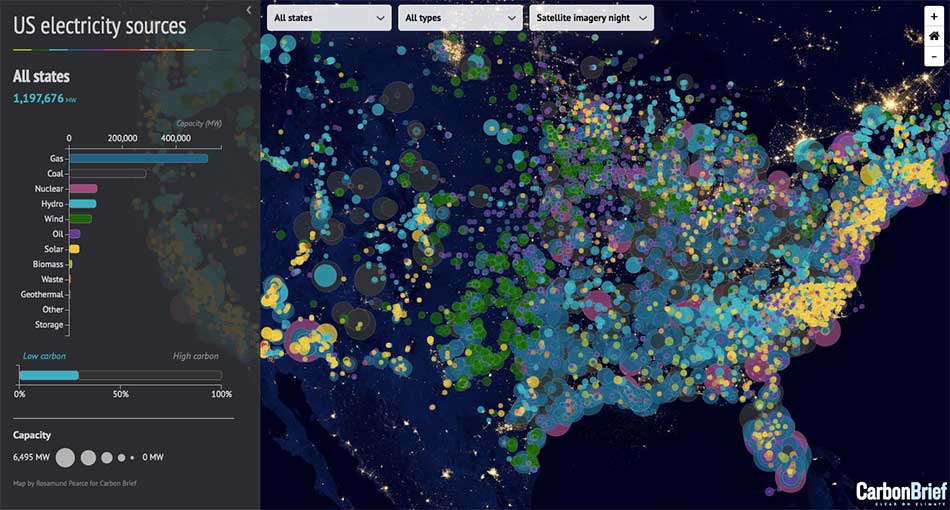 US electricity sources
All states
1,197,676 MW
Capacity (MW)
0 200,000 400,000
Gas
Coal
Nuclear
Hydro
Wind
Oil
Solar
Biomass
Waste
Geothermal
Other
Storage
Low carbon High carbon
0% 50% 100%
Capacity
6,495 MW 0 MW
Map by Rosamund Pearce for Carbon Brief
All states All types Satellite imagery night
+
-
CarbonBrief
CLEAR ON CLIMATE